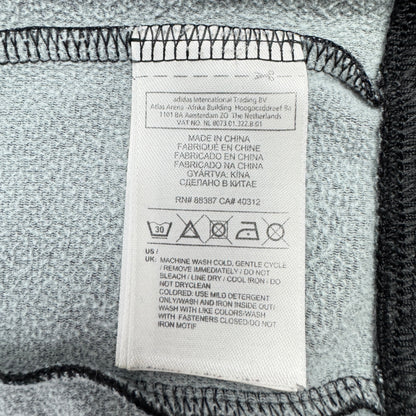 adidas International Trading BV
Atlas Arena -Afrika Building Hoogoorddreef 9a
1101 BA Amsterdam ZO The Netherlands
VAT NO. NL 8073.01.322.B.01
MADE IN CHINA
FABRIQUÉ EN CHINE
FABRICADO EN CHINA
FABRICADO NA CHINA
GYÁRTVA: KÍNA
СДЕЛАНО В КИТАЕ
RN# 88387 CA# 40312
30
US /
UK: MACHINE WASH COLD, GENTLE CYCLE
/ REMOVE IMMEDIATELY / DO NOT
BLEACH / LINE DRY / COOL IRON / DO
NOT DRYCLEAN
COLORED: USE MILD DETERGENT
ONLY/WASH AND IRON INSIDE OUT/
WASH WITH LIKE COLORS-WASH
WITH FASTENERS CLOSED/DO NOT
IRON MOTIF